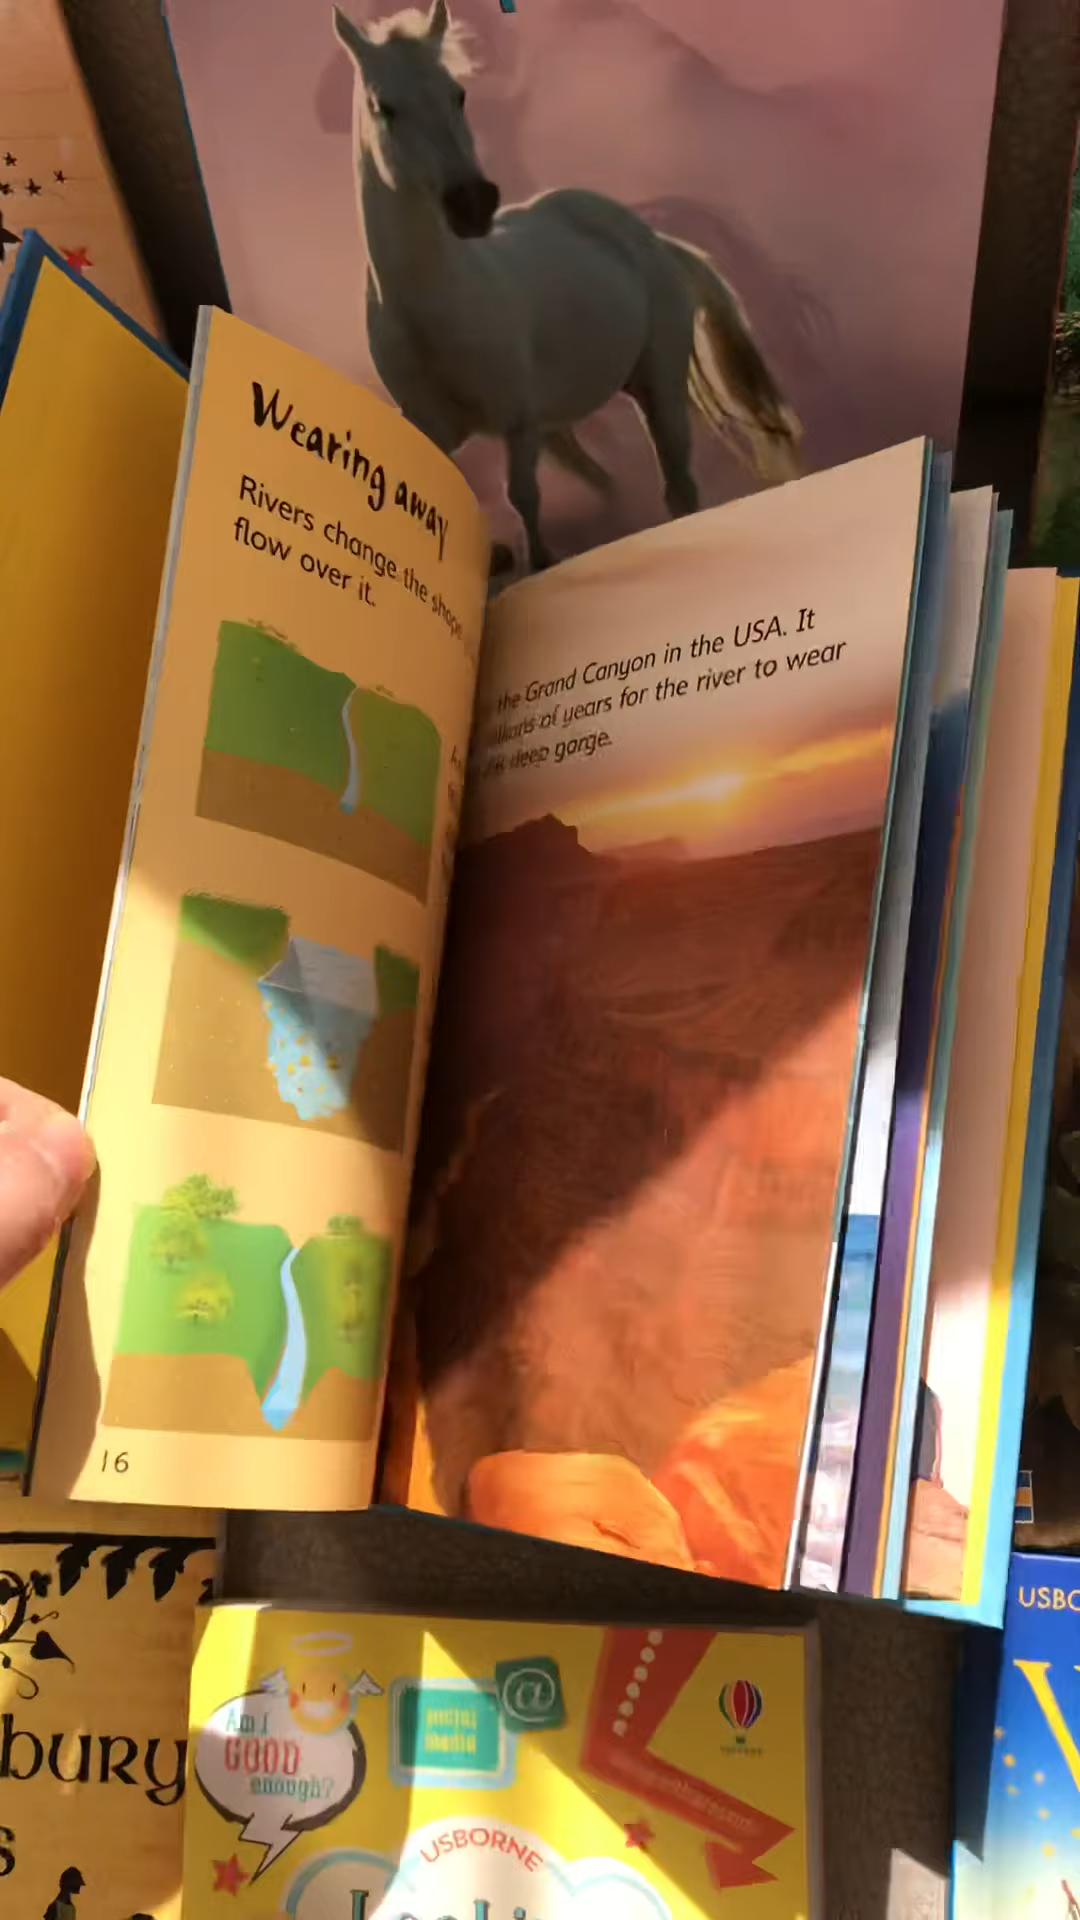 Wearing away
Rivers change the shape
flow over it.
the Grand Canyon in the USA. It
of years for the river to wear
deep gorge.
16
bury
s
Am I
GOOD
enough?
social
media
@
USBORNE
USBO